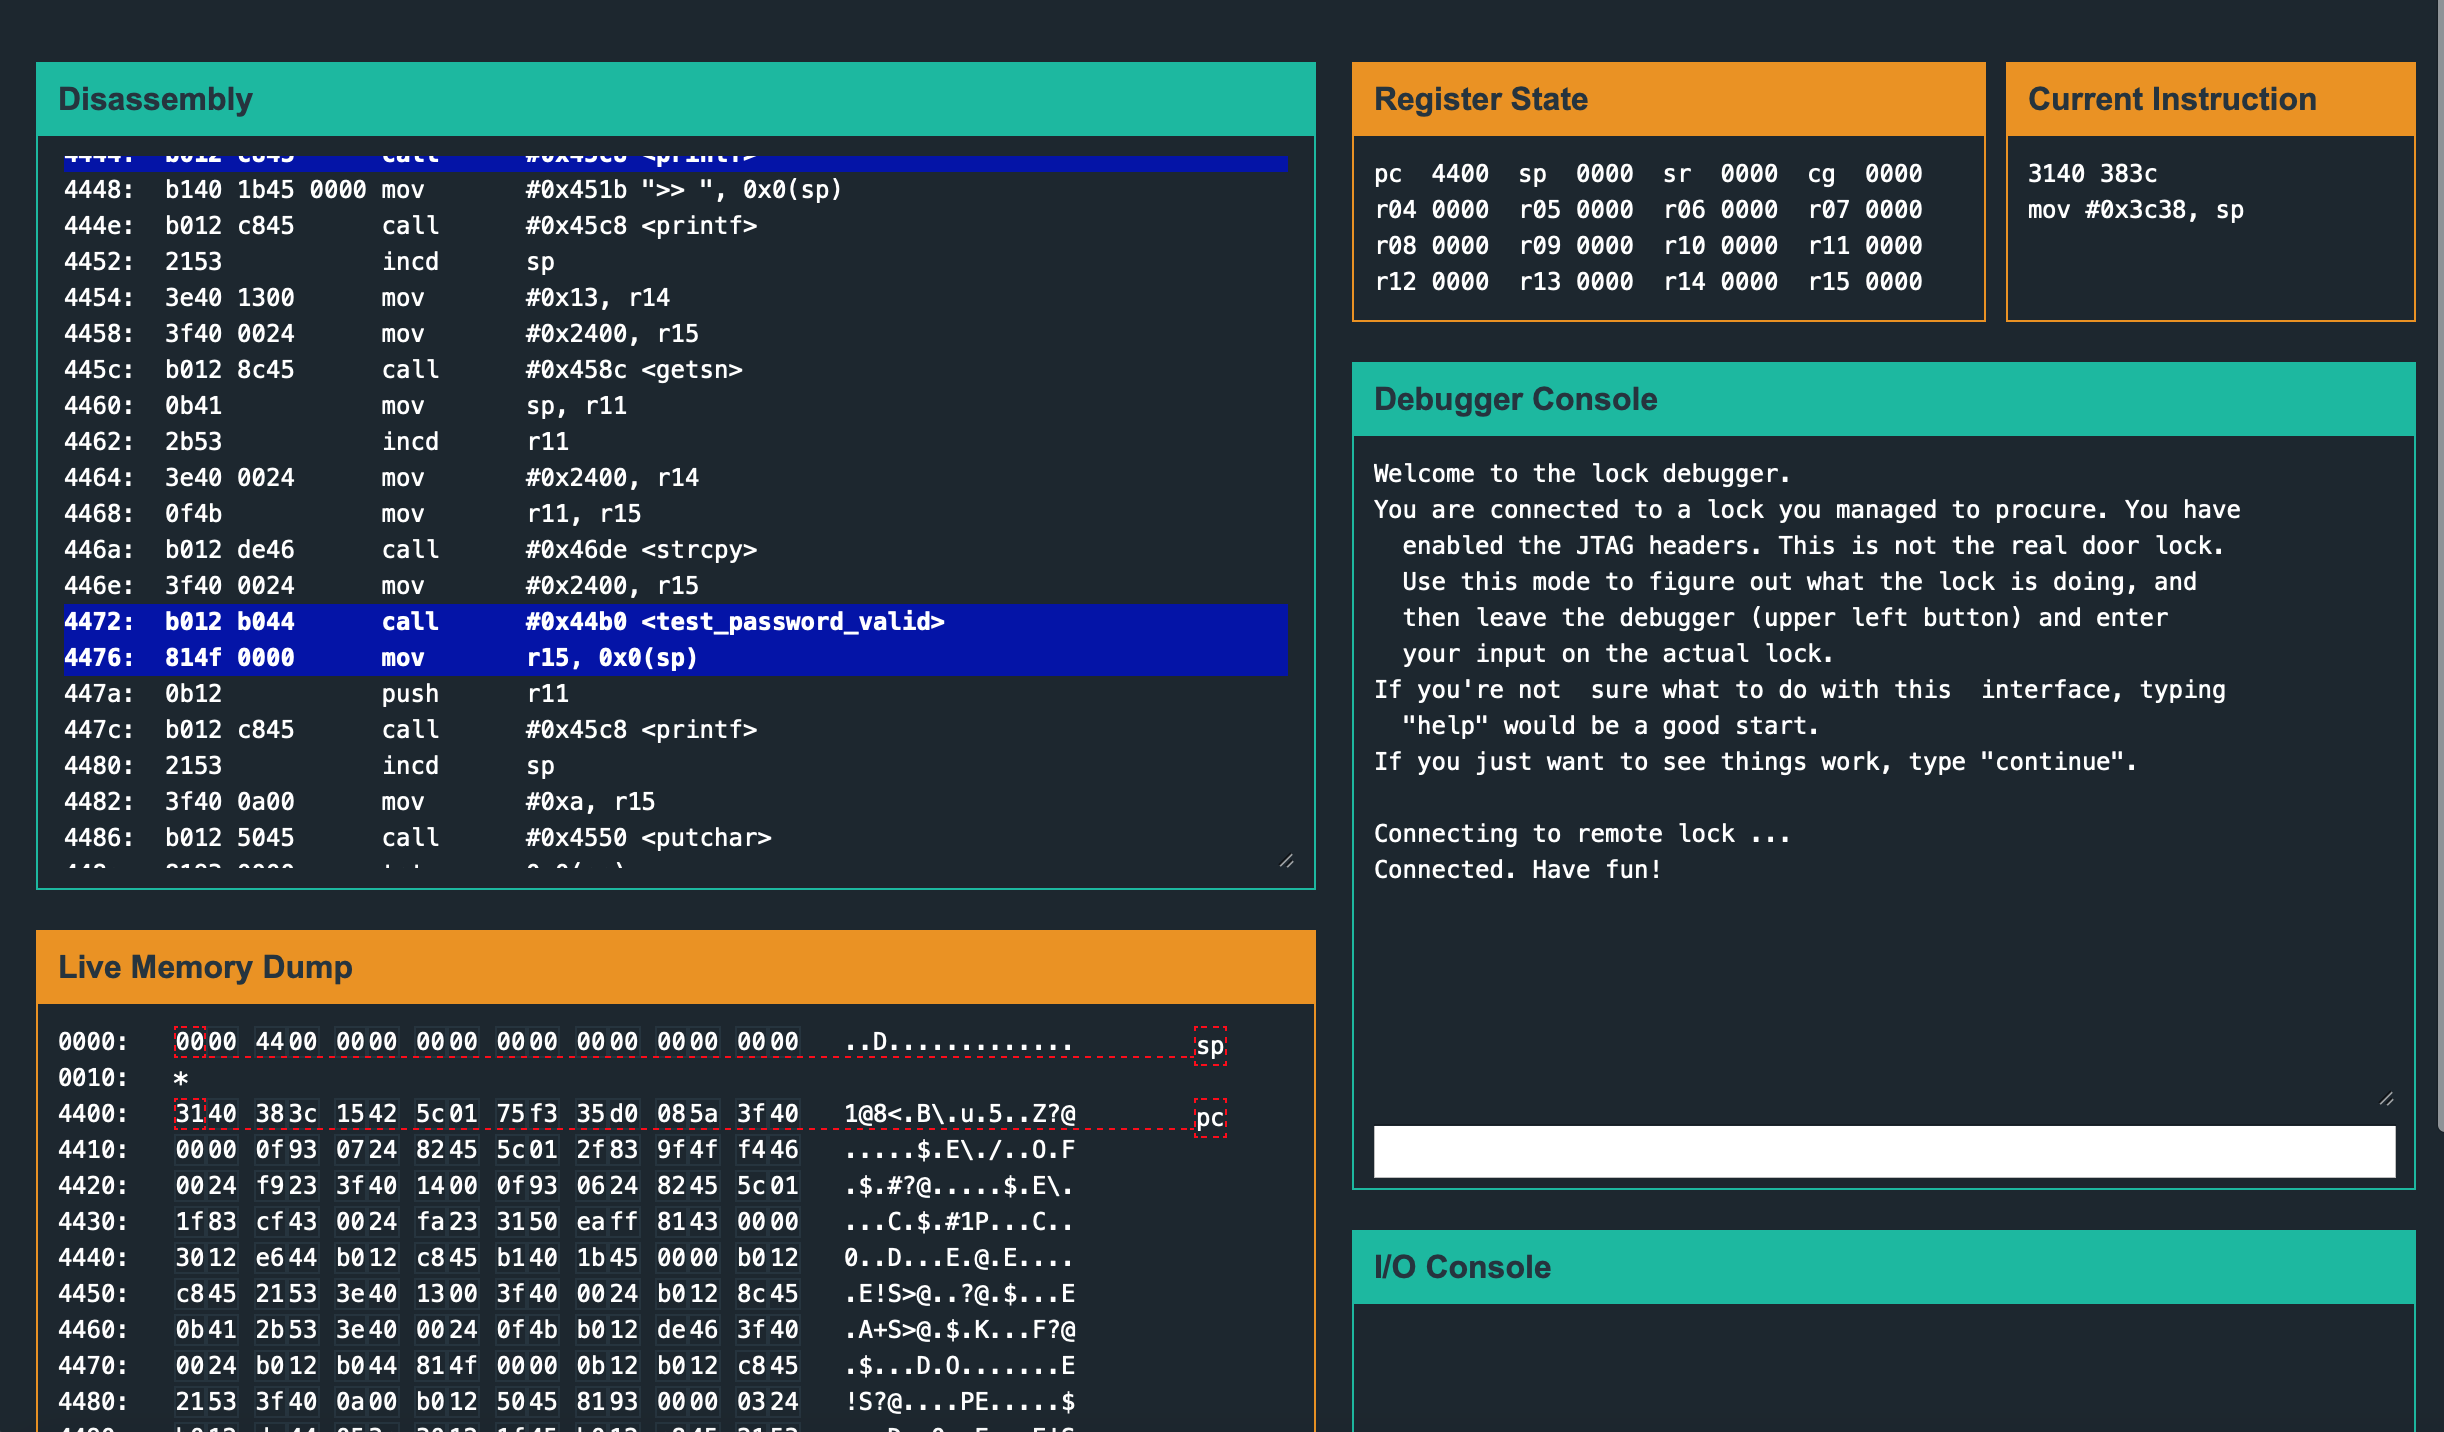 Disassembly
4444: b012 c845 call #0x45c8 <printf>
4448: b140 1b45 0000 mov #0x451b ">> ", 0x0(sp)
444e: b012 c845 call #0x45c8 <printf>
4452: 2153 incd sp
4454: 3e40 1300 mov #0x13, r14
4458: 3f40 0024 mov #0x2400, r15
445c: b012 8c45 call #0x458c <getsn>
4460: 0b41 mov sp, r11
4462: 2b53 incd r11
4464: 3e40 0024 mov #0x2400, r14
4468: 0f4b mov r11, r15
446a: b012 de46 call #0x46de <strcpy>
446e: 3f40 0024 mov #0x2400, r15
4472: b012 b044 call #0x44b0 <test_password_valid>
4476: 814f 0000 mov r15, 0x0(sp)
447a: 0b12 push r11
447c: b012 c845 call #0x45c8 <printf>
4480: 2153 incd sp
4482: 3f40 0a00 mov #0xa, r15
4486: b012 5045 call #0x4550 <putchar>
Live Memory Dump
0000: 0000 4400 0000 0000 0000 0000 0000 0000 ..D............. sp
0010: *
4400: 3140 383c 1542 5c01 75f3 35d0 085a 3f40 1@8<.B\.u.5..Z?@ pc
4410: 0000 0f93 0724 8245 5c01 2f83 9f4f f446 .....$.E\./..O.F
4420: 0024 f923 3f40 1400 0f93 0624 8245 5c01 .$.#?@.....$.E\.
4430: 1f83 cf43 0024 fa23 3150 eaff 8143 0000 ...C.$.#1P...C..
4440: 3012 e644 b012 c845 b140 1b45 0000 b012 0..D...E.@.E....
4450: c845 2153 3e40 1300 3f40 0024 b012 8c45 .E!S>@..?@.$...E
4460: 0b41 2b53 3e40 0024 0f4b b012 de46 3f40 .A+S>@.$.K...F?@
4470: 0024 b012 b044 814f 0000 0b12 b012 c845 .$...D.O.......E
4480: 2153 3f40 0a00 b012 5045 8193 0000 0324 !S?@....PE.....$
Register State
pc 4400 sp 0000 sr 0000 cg 0000
r04 0000 r05 0000 r06 0000 r07 0000
r08 0000 r09 0000 r10 0000 r11 0000
r12 0000 r13 0000 r14 0000 r15 0000
Current Instruction
3140 383c
mov #0x3c38, sp
Debugger Console
Welcome to the lock debugger.
You are connected to a lock you managed to procure. You have
enabled the JTAG headers. This is not the real door lock.
Use this mode to figure out what the lock is doing, and
then leave the debugger (upper left button) and enter
your input on the actual lock.
If you're not  sure what to do with this  interface, typing
"help" would be a good start.
If you just want to see things work, type "continue".
Connecting to remote lock ...
Connected. Have fun!
I/O Console